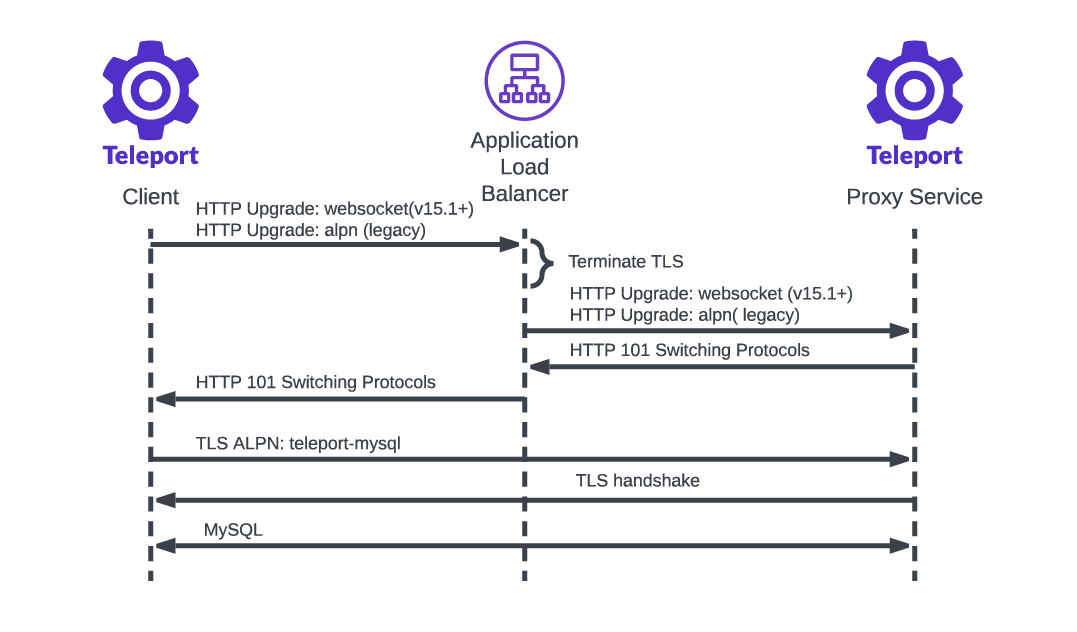 Teleport
Client
Application
Load
Balancer
Teleport
Proxy Service
HTTP Upgrade: websocket(v15.1+)
HTTP Upgrade: alpn (legacy)
Terminate TLS
HTTP Upgrade: websocket (v15.1+)
HTTP Upgrade: alpn( legacy)
HTTP 101 Switching Protocols
HTTP 101 Switching Protocols
TLS ALPN: teleport-mysql
TLS handshake
MySQL